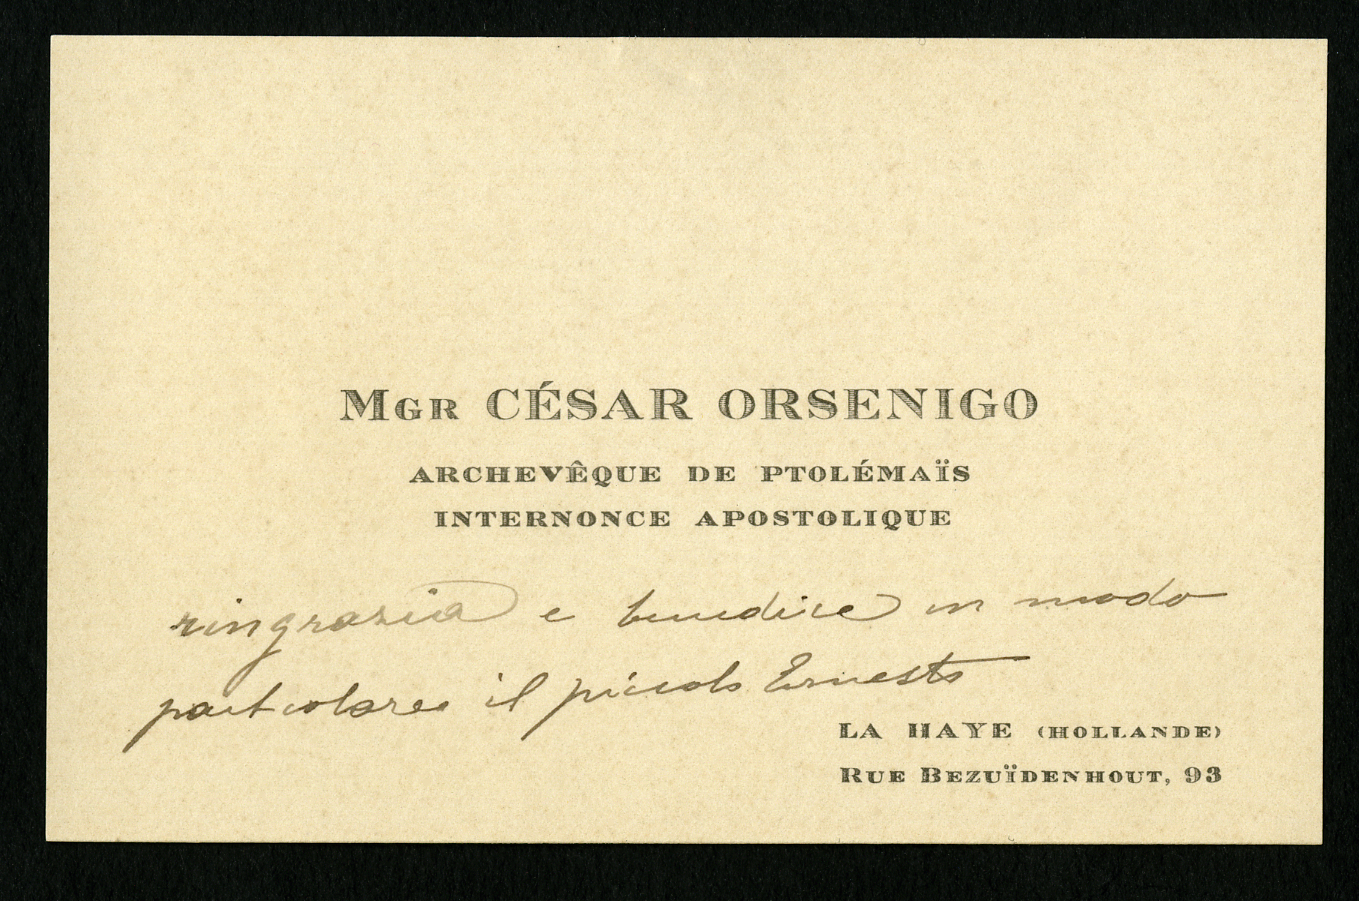 Mgr CÉSAR ORSENIGO
ARCHEVÊQUE DE PTOLÉMAÏS
INTERNONCE APOSTOLIQUE
ringrazia e benedice in modo
particolare il piccolo Ernesto
LA HAYE (HOLLANDE)
Rue Bezuïdenhout, 93